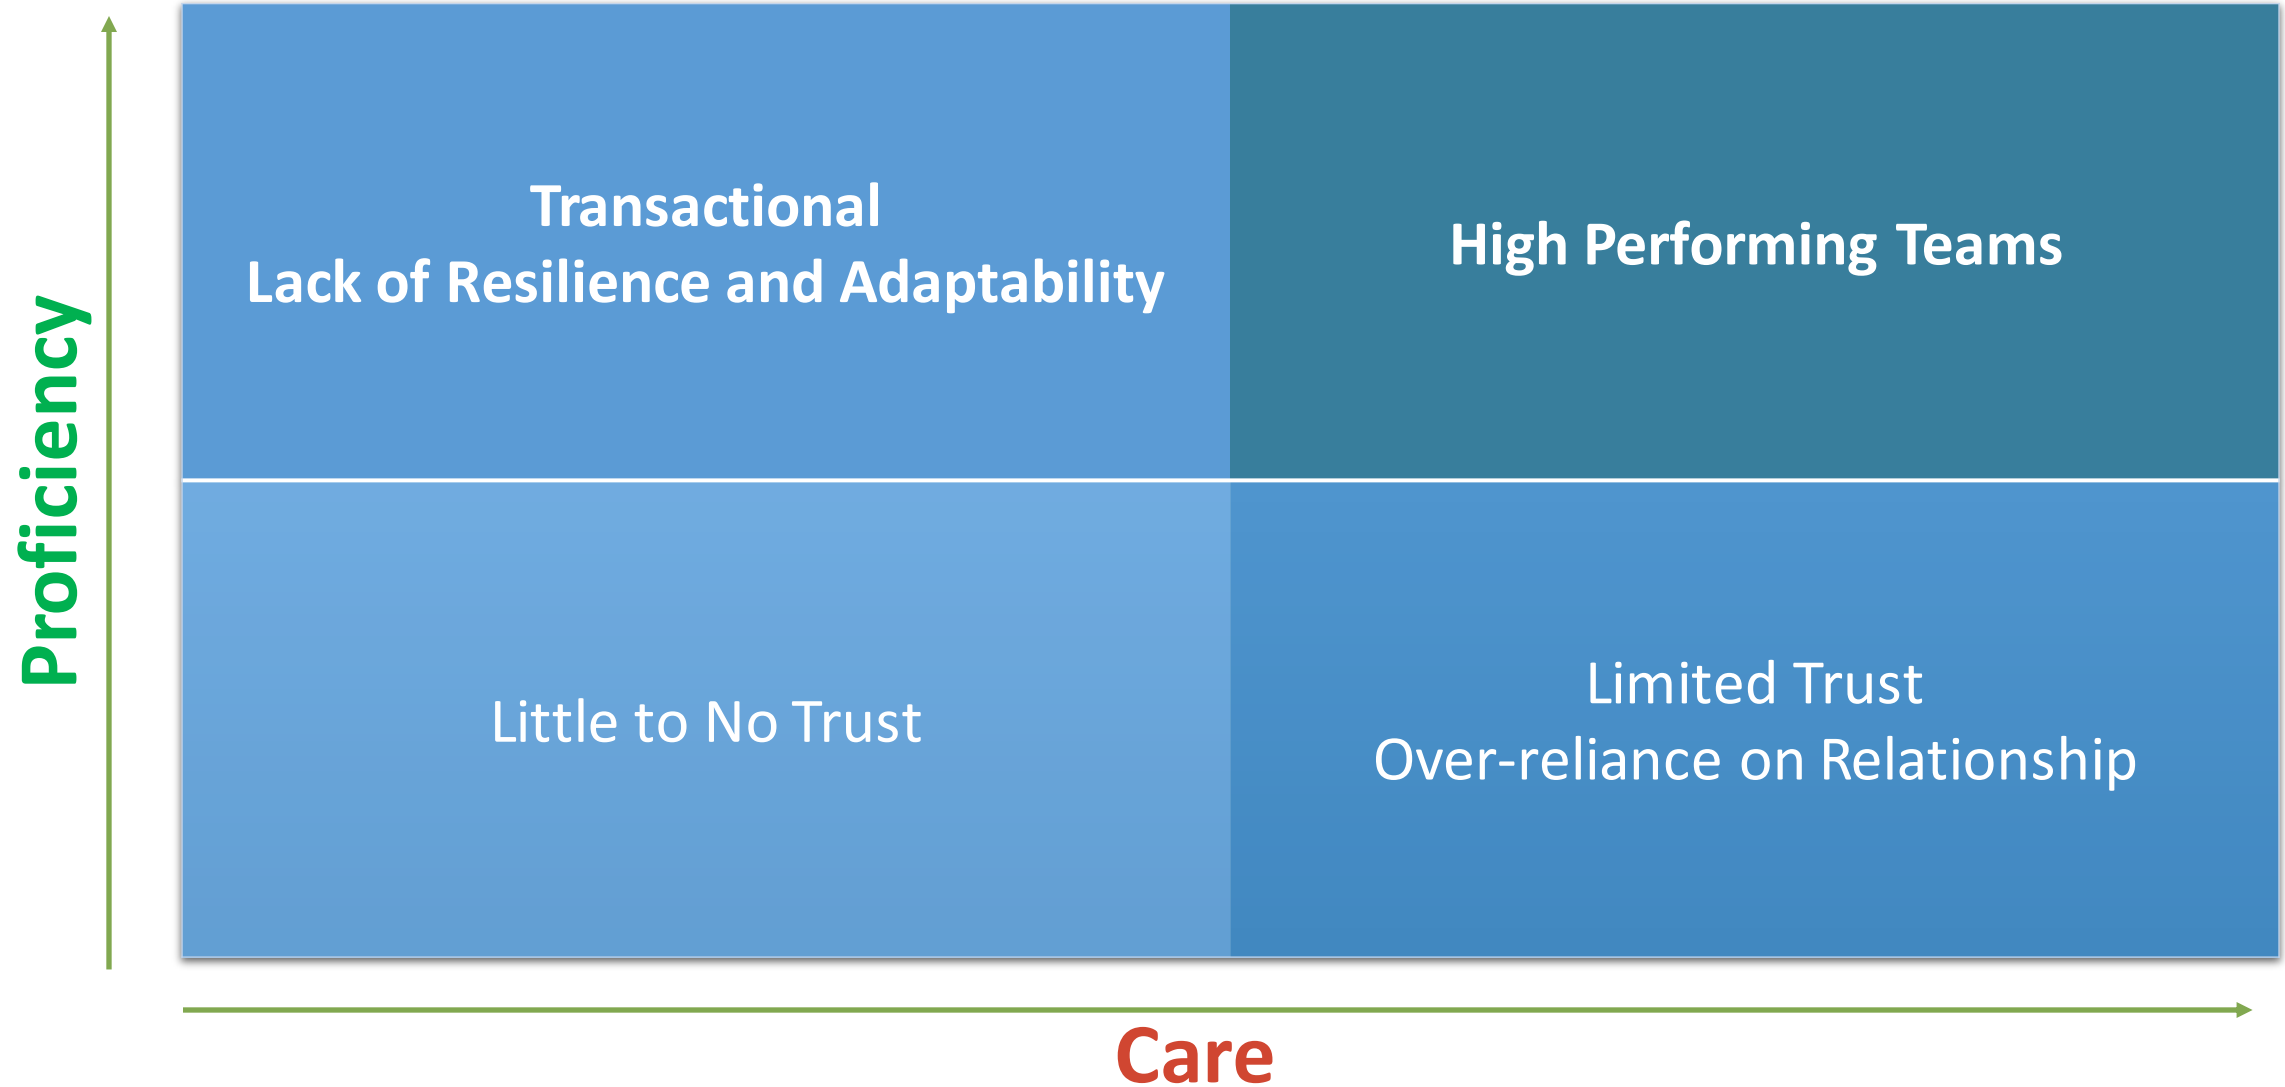 Proficiency
Transactional
Lack of Resilience and Adaptability
High Performing Teams
Little to No Trust
Limited Trust
Over-reliance on Relationship
Care